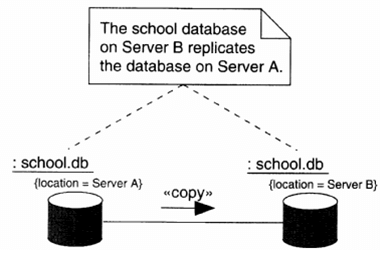 The school database
on Server B replicates
the database on Server A.
: school.db
{location = Server A}
«copy»
: school.db
{location = Server B}